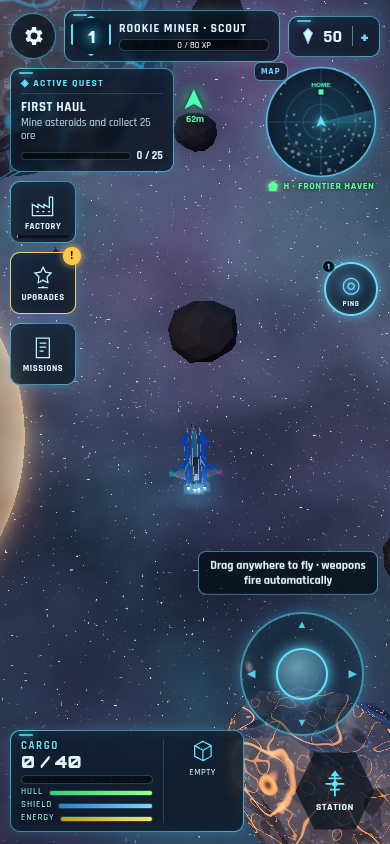 1
ROOKIE MINER · SCOUT
0 / 80 XP
50
+
ACTIVE QUEST
FIRST HAUL
Mine asteroids and collect 25
ore
0 / 25
62m
MAP
HOME
H · FRONTIER HAVEN
FACTORY
!
UPGRADES
MISSIONS
1
PING
Drag anywhere to fly · weapons
fire automatically
CARGO
0 / 40
HULL
SHIELD
ENERGY
EMPTY
STATION